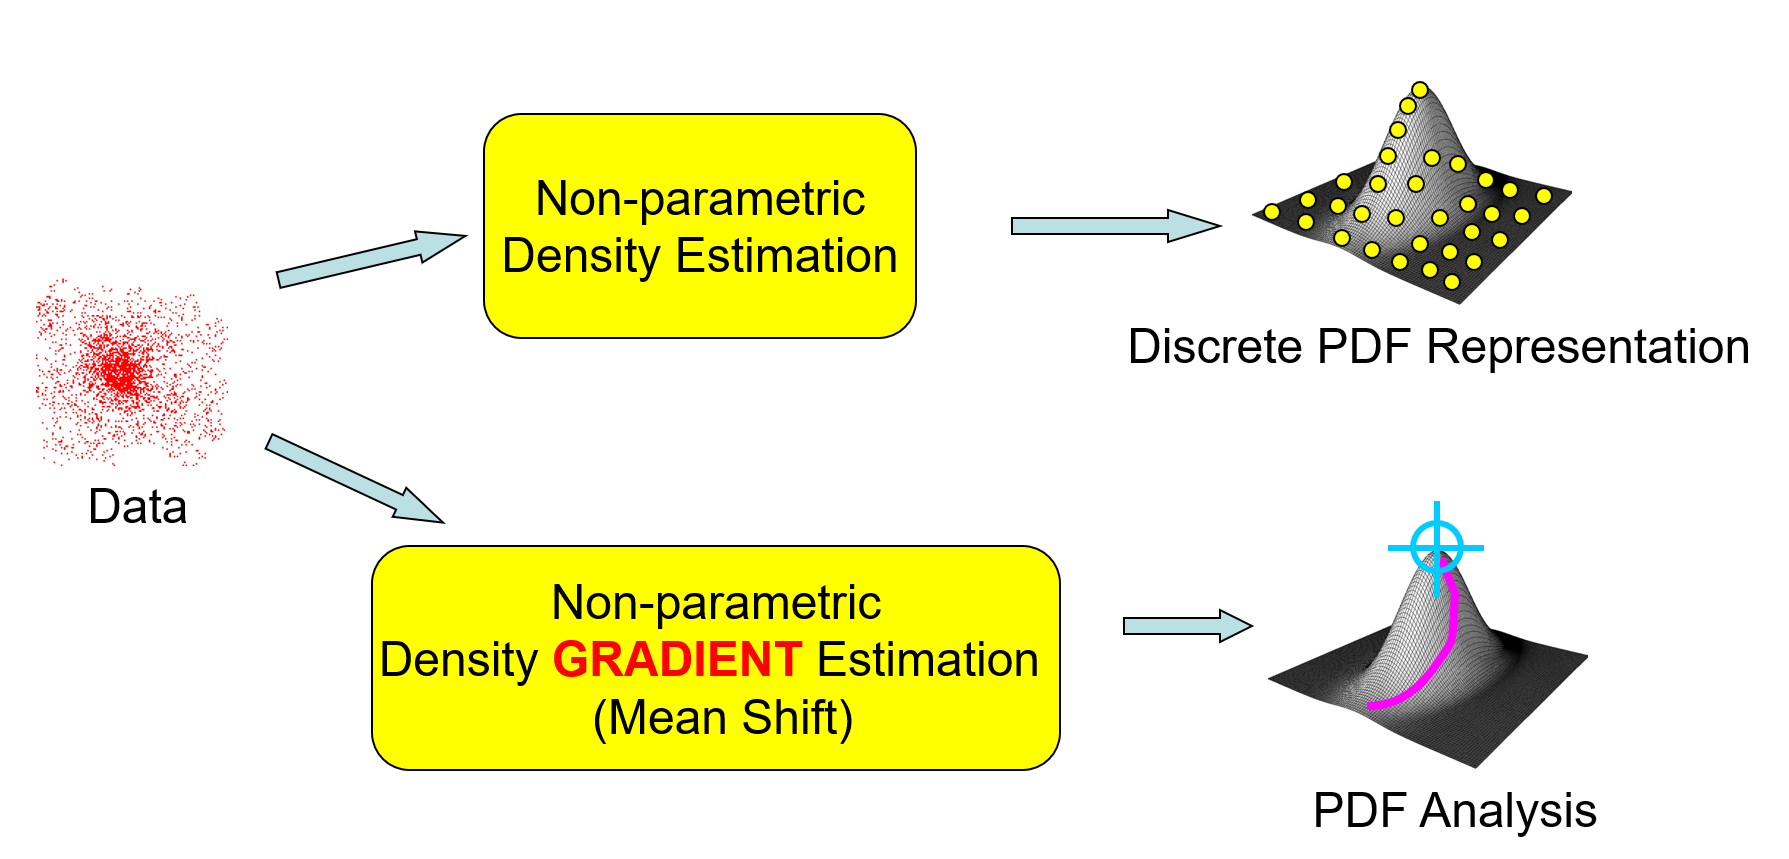 Non-parametric
Density Estimation
Discrete PDF Representation
Data
Non-parametric
Density GRADIENT Estimation
(Mean Shift)
PDF Analysis